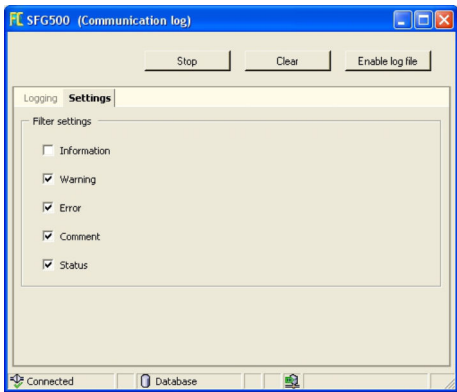 FC SFG500 (Communication log)
Stop Clear Enable log file
Logging Settings
Filter settings
Information
Warning
Error
Comment
Status
Connected Database